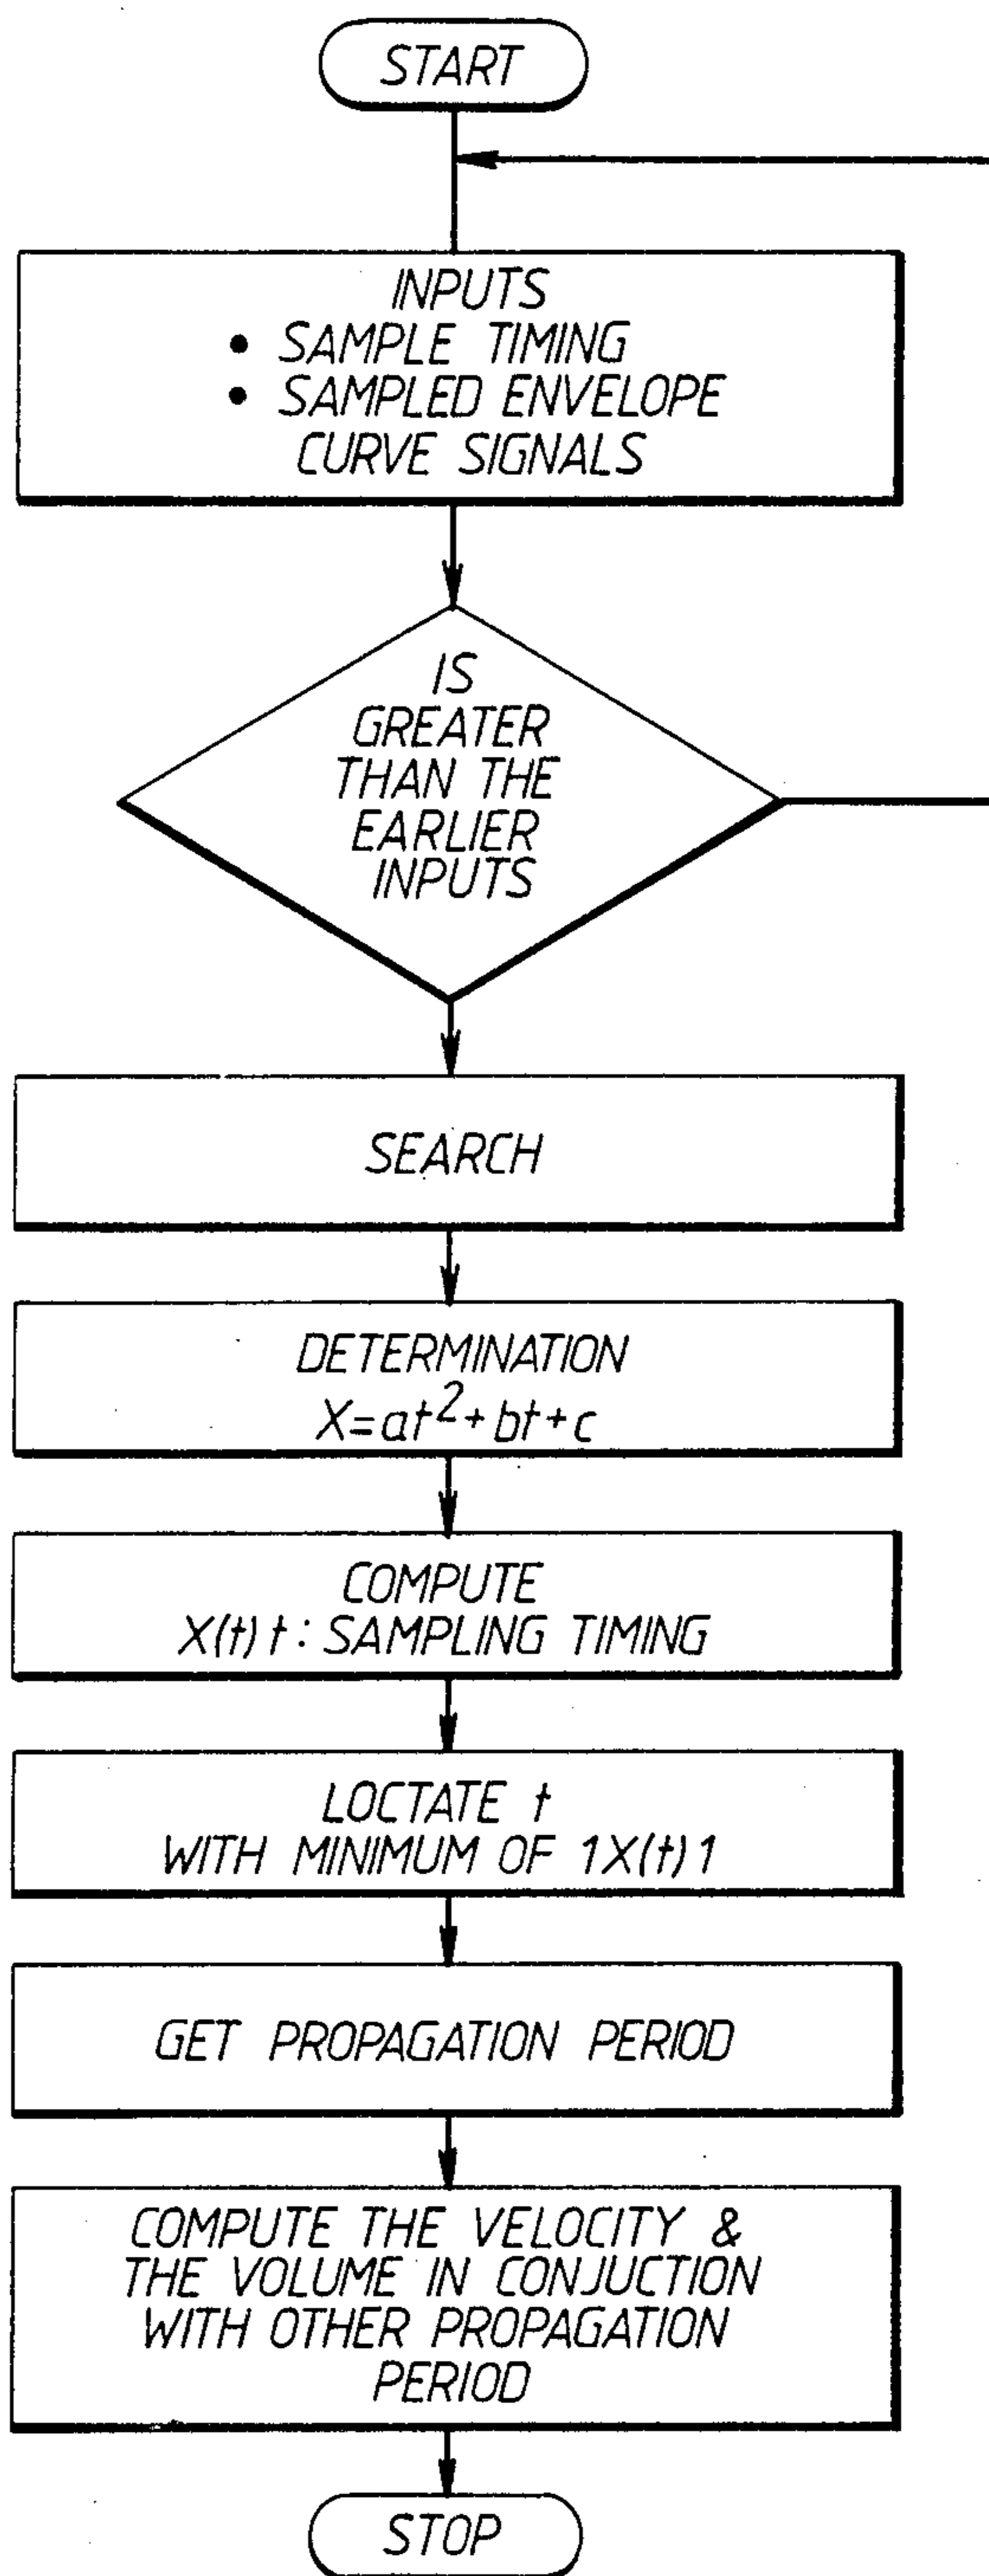 START
INPUTS
• SAMPLE TIMING
• SAMPLED ENVELOPE
CURVE SIGNALS
IS
GREATER
THAN THE
EARLIER
INPUTS
SEARCH
DETERMINATION
X=at²+bt+c
COMPUTE
X(t) t: SAMPLING TIMING
LOCTATE t
WITH MINIMUM OF 1X(t)1
GET PROPAGATION PERIOD
COMPUTE THE VELOCITY &
THE VOLUME IN CONJUCTION
WITH OTHER PROPAGATION
PERIOD
STOP